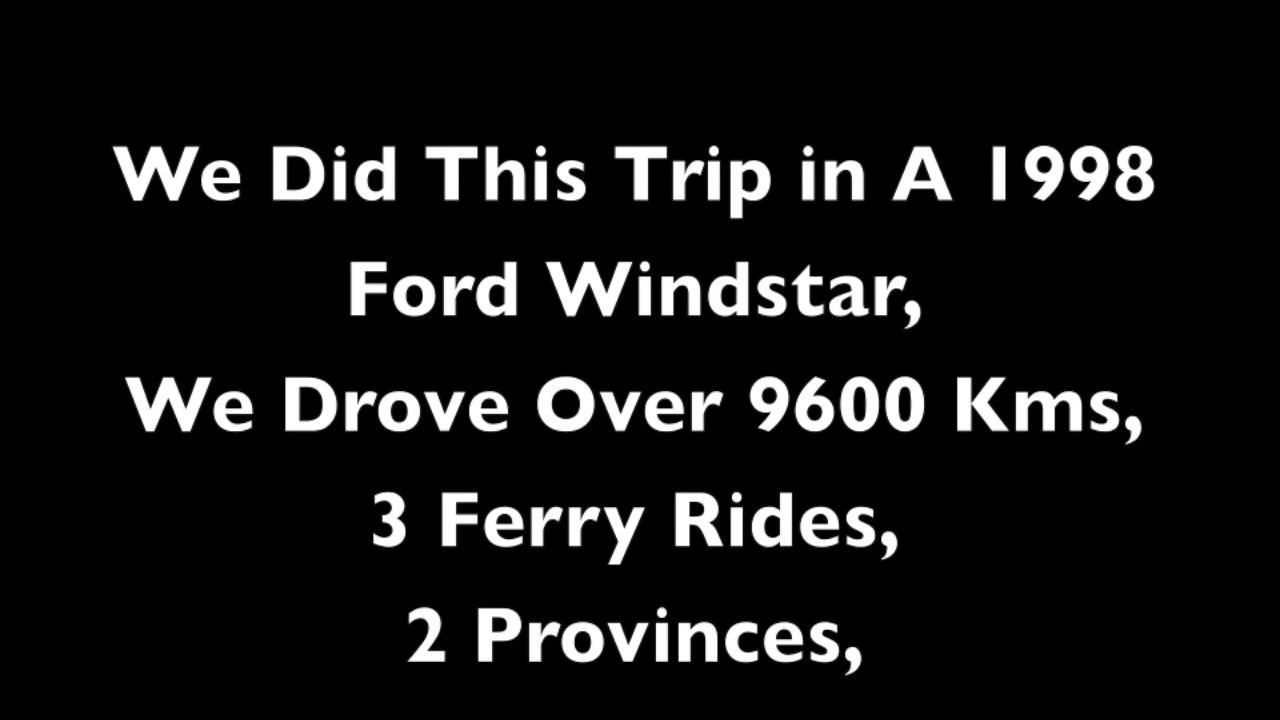 We Did This Trip in A 1998
Ford Windstar,
We Drove Over 9600 Kms,
3 Ferry Rides,
2 Provinces,